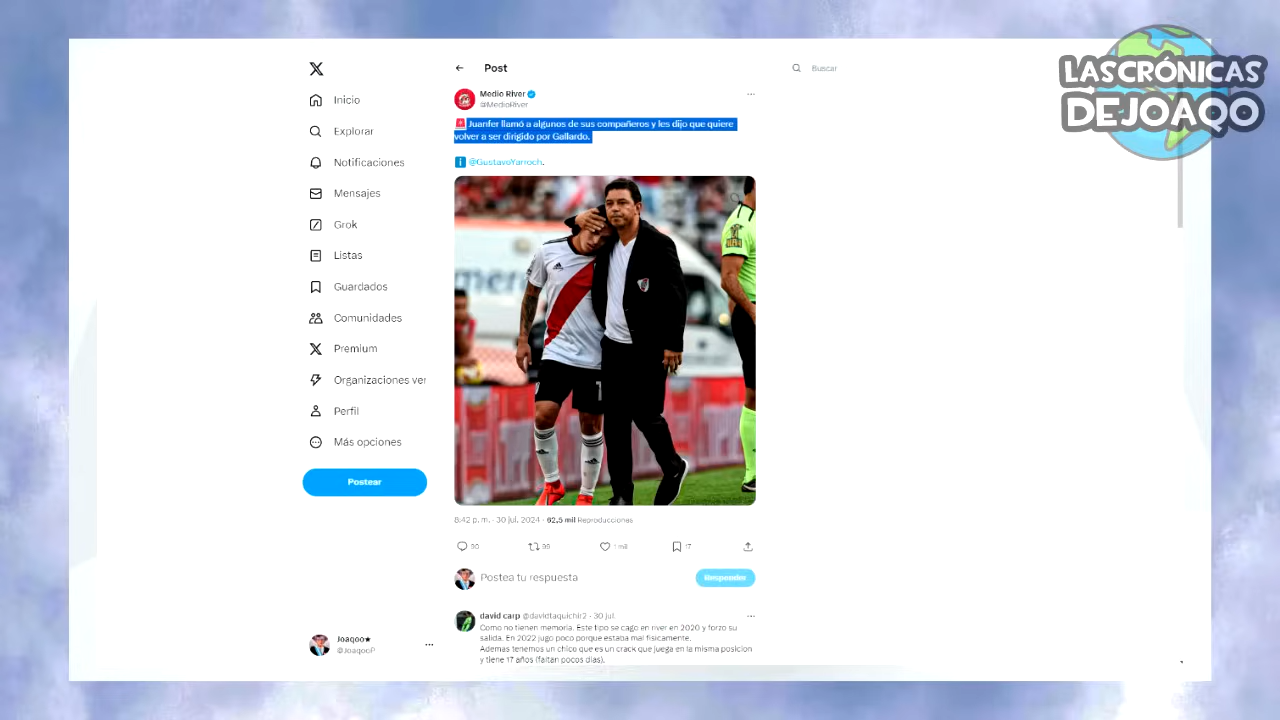 LAS CRÓNICAS
DE JOAQO
Post
Buscar
Inicio
Explorar
Notificaciones
Mensajes
Grok
Listas
Guardados
Comunidades
Premium
Organizaciones ver
Perfil
Más opciones
Postear
Joaqoo★
@JoaqooP
Medio River
@MedioRiver
Juanfer llamó a algunos de sus compañeros y les dijo que quiere
volver a ser dirigido por Gallardo.
@GustavoYarroch.
8:42 p. m. · 30 jul. 2024 · 62,5 mil Reproducciones
90 99 1 mil 17
Postea tu respuesta
Responder
david carp @davidtaquichir2 · 30 jul.
Como no tienen memoria. Este tipo se cago en river en 2020 y forzo su
salida. En 2022 jugo poco porque estaba mal fisicamente.
Ademas tenemos un chico que es un crack que juega en la misma posicion
y tiene 17 años (faltan pocos dias).